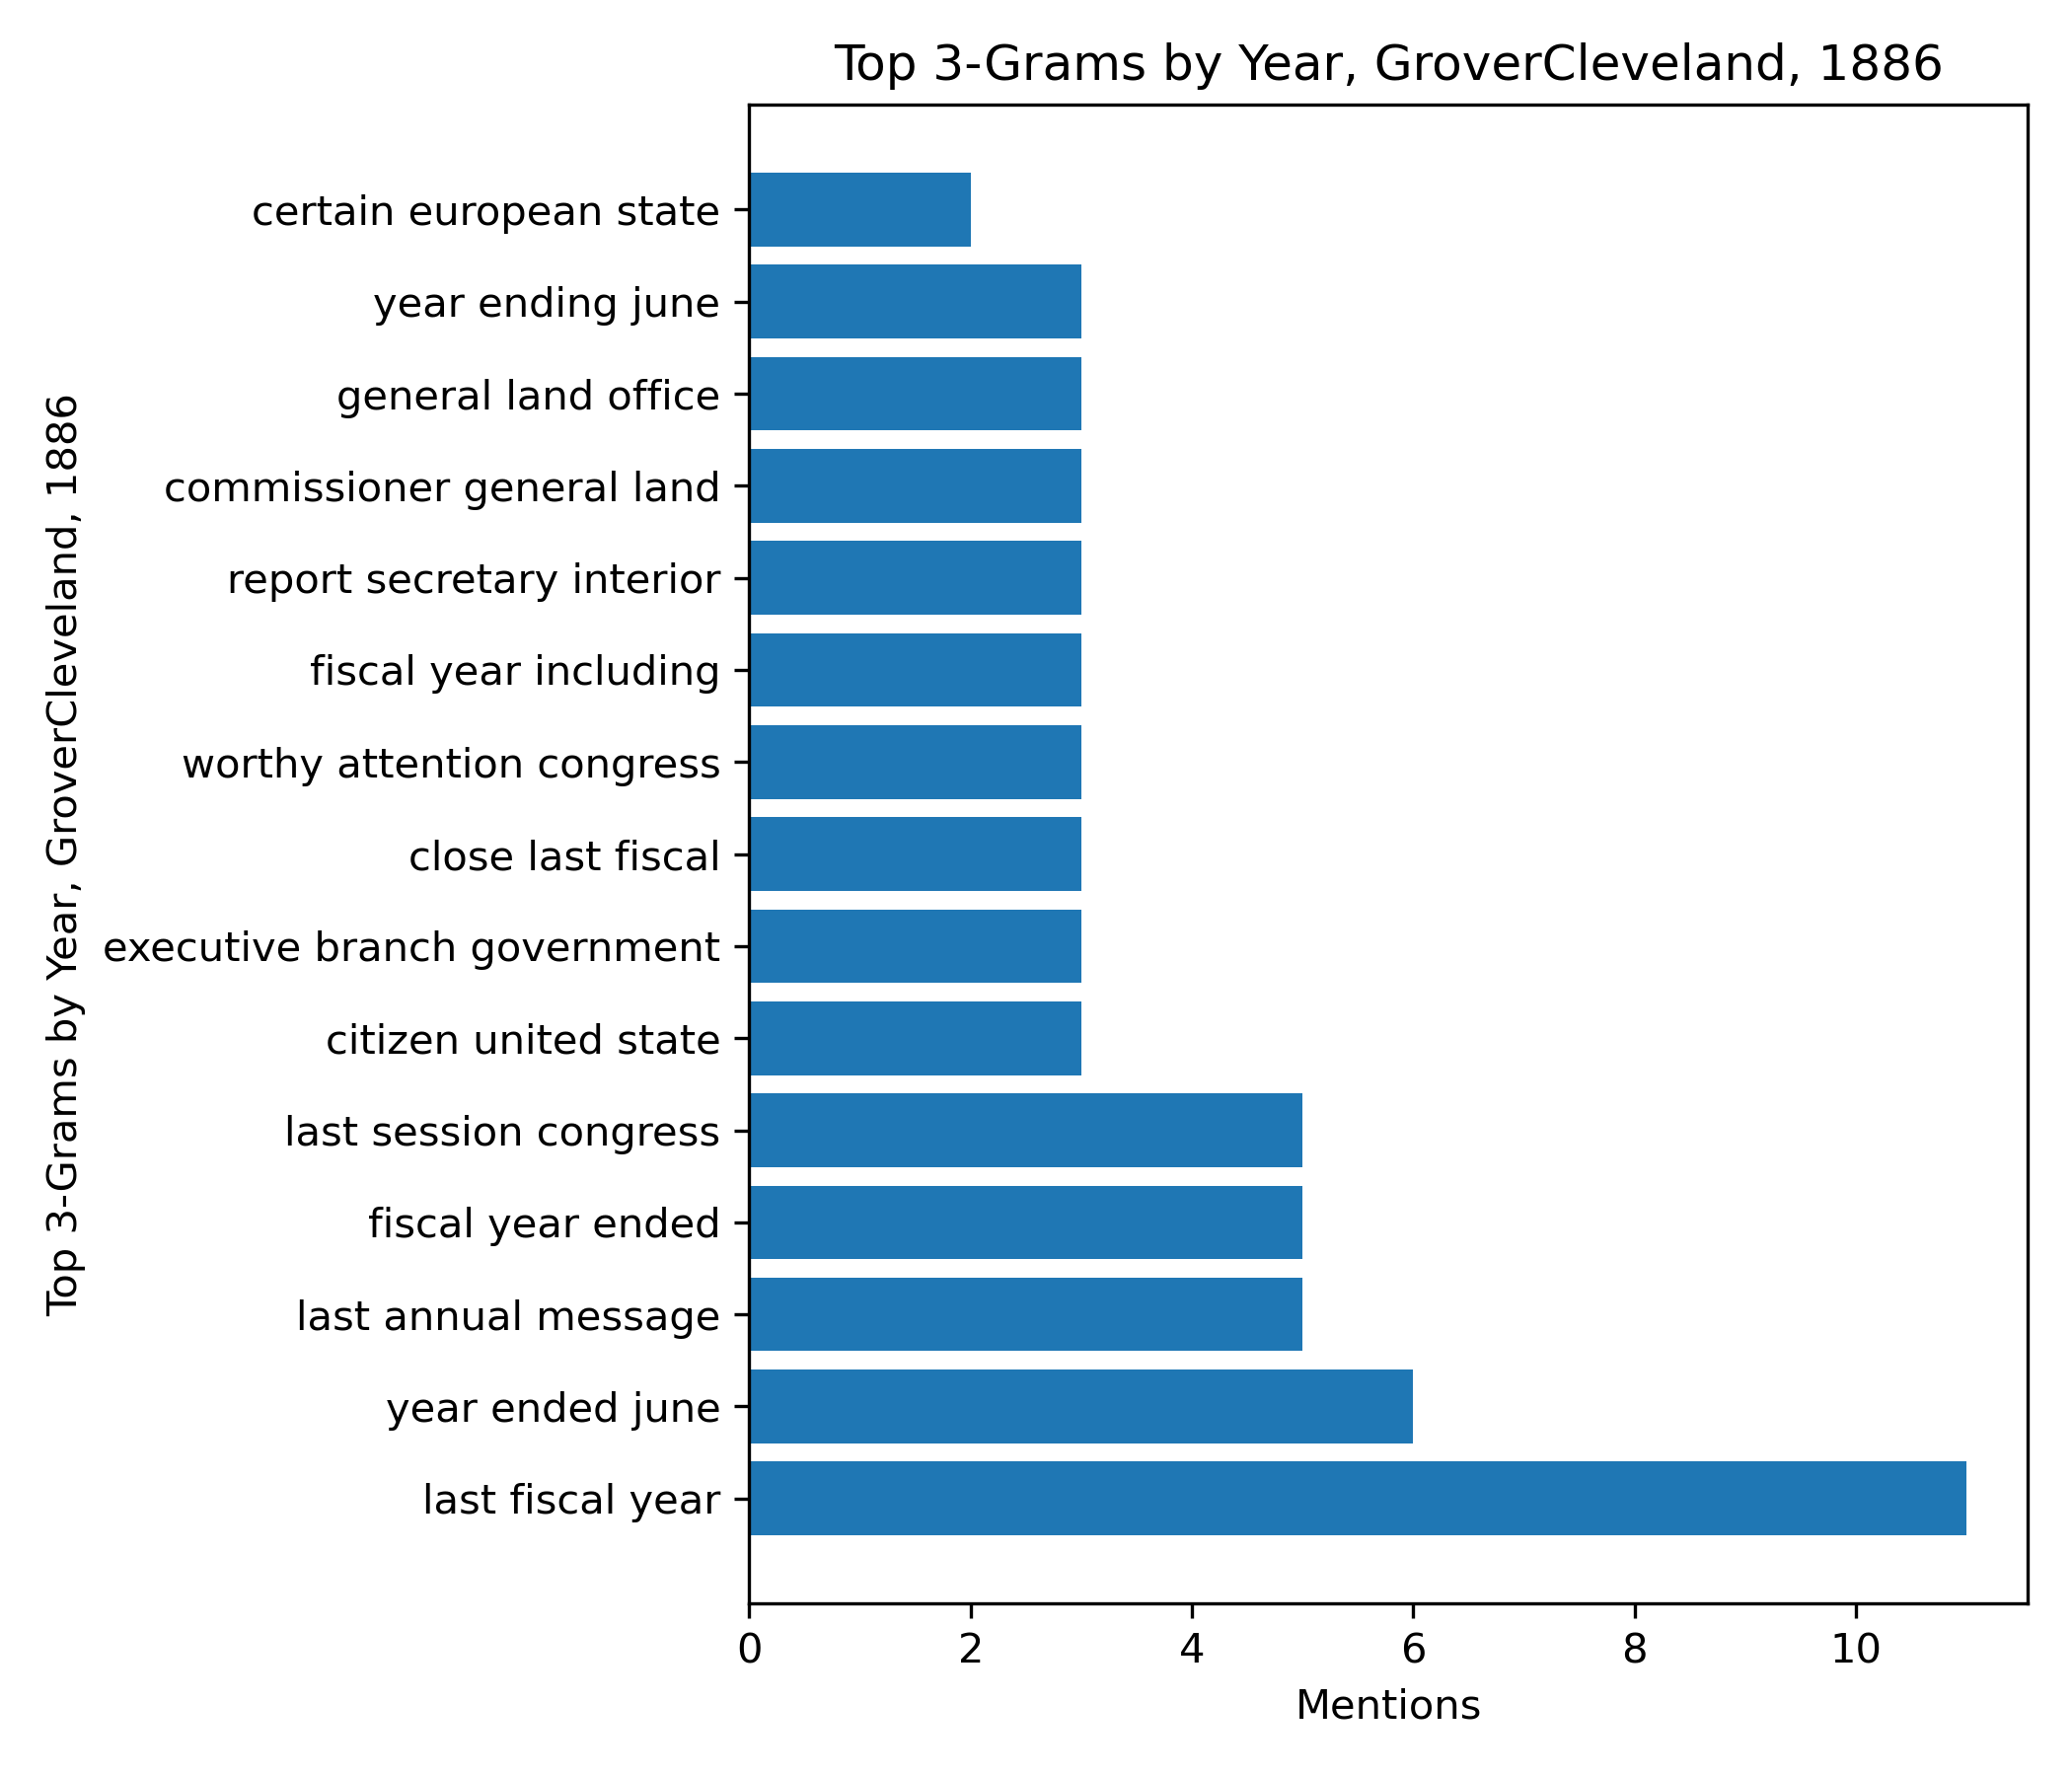 Top 3-Grams by Year, GroverCleveland, 1886
Top 3-Grams by Year, GroverCleveland, 1886
certain european state
year ending june
general land office
commissioner general land
report secretary interior
fiscal year including
worthy attention congress
close last fiscal
executive branch government
citizen united state
last session congress
fiscal year ended
last annual message
year ended june
last fiscal year
0 2 4 6 8 10
Mentions